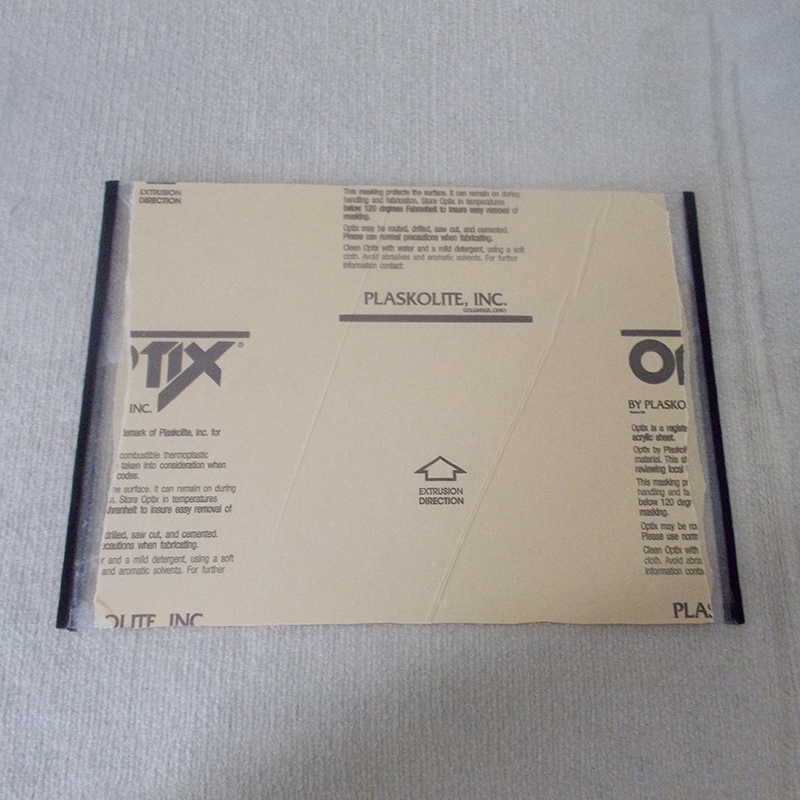 EXTRUSION
DIRECTION
This masking protects the surface. It can remain on during
handling and fabrication. Store Optix in temperatures
below 120 degrees Fahrenheit to insure easy removal of
masking.
Optix may be routed, drilled, saw cut, and cemented.
Please use normal precautions when fabricating.
Clean Optix with water and a mild detergent, using a soft
cloth. Avoid abrasives and aromatic solvents. For further
information contact:
PLASKOLITE, INC.
COLUMBUS, OHIO
PTIX®
INC.
demark of Plaskolite, Inc. for
combustible thermoplastic
taken into consideration when
codes.
he surface. It can remain on during
n. Store Optix in temperatures
ahrenheit to insure easy removal of
drilled, saw cut, and cemented.
ecautions when fabricating.
er and a mild detergent, using a soft
and aromatic solvents. For further
OLITE, INC
EXTRUSION
DIRECTION
OP
BY PLASKO
Optix is a registe
acrylic sheet.
Optix by Plaskol
material. This st
reviewing local
This masking pr
handling and fa
below 120 degr
masking.
Optix may be rou
Please use norm
Clean Optix with
cloth. Avoid abra
information conta
PLAS